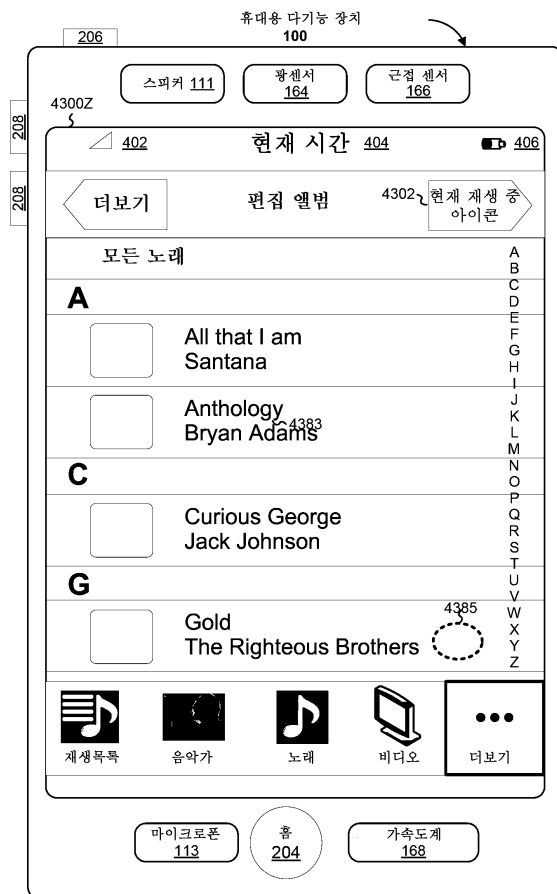 휴대용 다기능 장치
206
100
스피커 111
광센서
164
근접 센서
166
4300Z
208
402
현재 시간 404
406
208
더보기
편집 앨범
4302
현재 재생 중
아이콘
모든 노래
A
All that I am
Santana
Anthology
Bryan Adams
4383
C
Curious George
Jack Johnson
G
Gold
The Righteous Brothers
4385
A
B
C
D
E
F
G
H
I
J
K
L
M
N
O
P
Q
R
S
T
U
V
W
X
Y
Z
재생목록
음악가
노래
비디오
더보기
마이크로폰
113
홈
204
가속도계
168